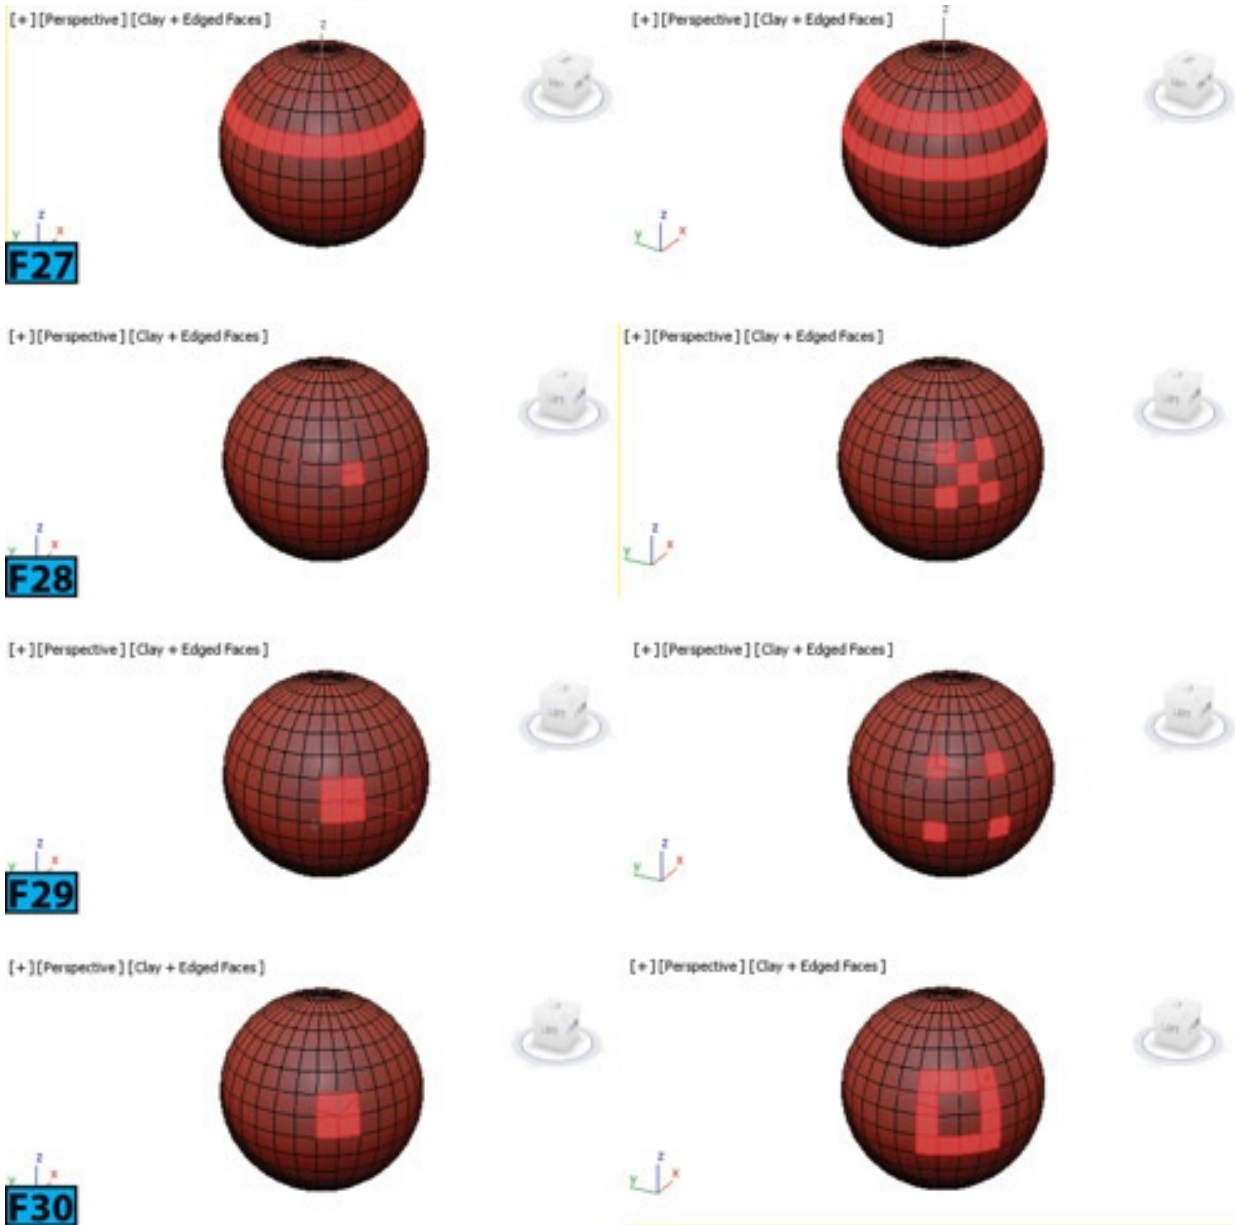 [+][Perspective][Clay + Edged Faces]
[+][Perspective][Clay + Edged Faces]
z
z
z
y
x
z
y
x
F27
[+][Perspective][Clay + Edged Faces]
[+][Perspective][Clay + Edged Faces]
z
y
x
z
y
x
F28
[+][Perspective][Clay + Edged Faces]
[+][Perspective][Clay + Edged Faces]
z
y
x
z
y
x
F29
[+][Perspective][Clay + Edged Faces]
[+][Perspective][Clay + Edged Faces]
z
y
x
z
y
x
F30